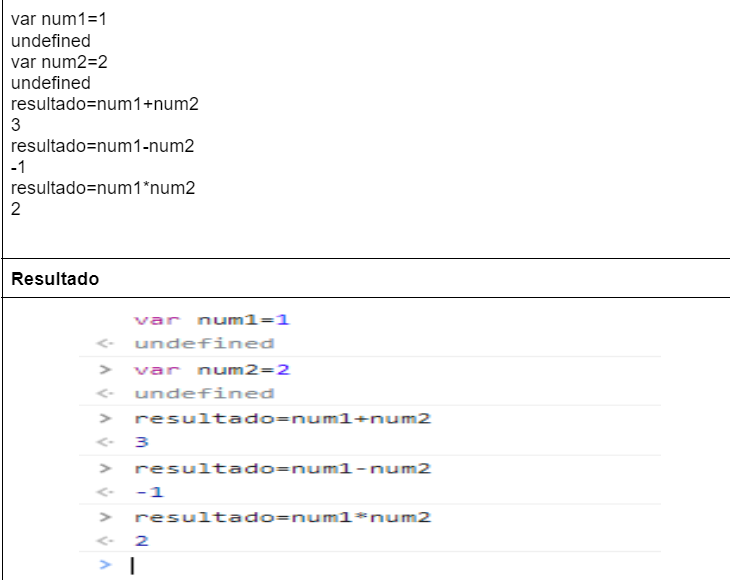 var num1=1
undefined
var num2=2
undefined
resultado=num1+num2
3
resultado=num1-num2
-1
resultado=num1*num2
2
Resultado
var num1=1
<· undefined
> var num2=2
<· undefined
> resultado=num1+num2
<· 3
> resultado=num1-num2
<· -1
> resultado=num1*num2
<· 2
>